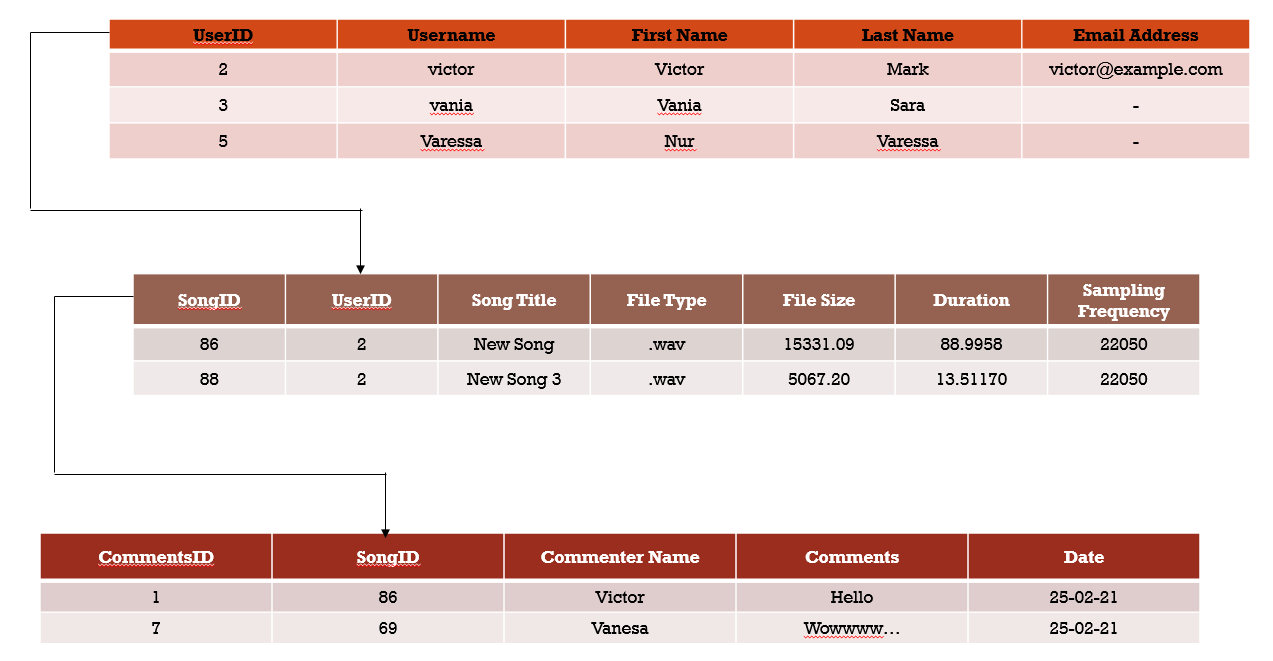 UserID Username First Name Last Name Email Address
2 victor Victor Mark victor@example.com
3 vania Vania Sara -
5 Varessa Nur Varessa -
SongID UserID Song Title File Type File Size Duration Sampling Frequency
86 2 New Song .wav 15331.09 88.9958 22050
88 2 New Song 3 .wav 5067.20 13.51170 22050
CommentsID SongID Commenter Name Comments Date
1 86 Victor Hello 25-02-21
7 69 Vanesa Wowwww... 25-02-21